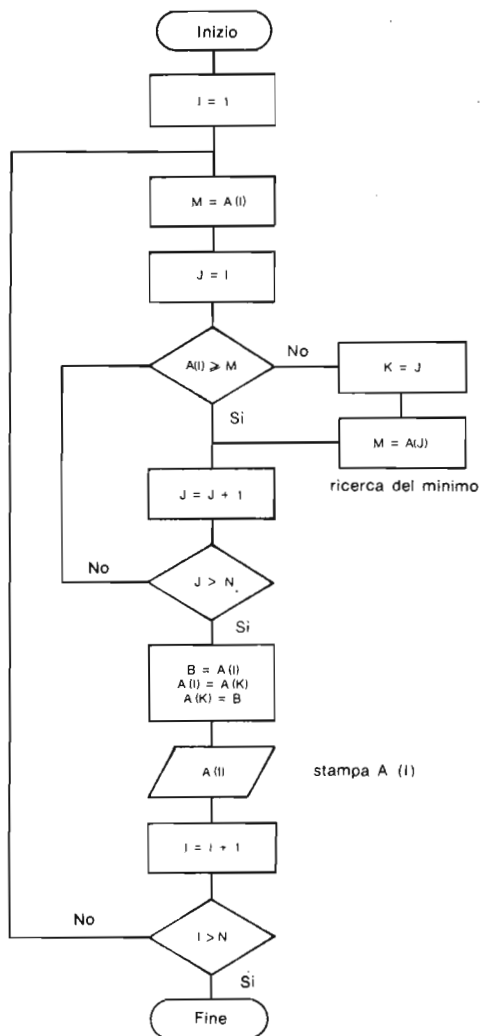 Inizio
I = 1
M = A(I)
J = I
A(I) ⩾ M
No
K = J
Si
M = A(J)
ricerca del minimo
J = J + 1
No
J > N
Si
B = A(I)
A(I) = A(K)
A(K) = B
A(I)
stampa A (I)
I = I + 1
No
I > N
Si
Fine